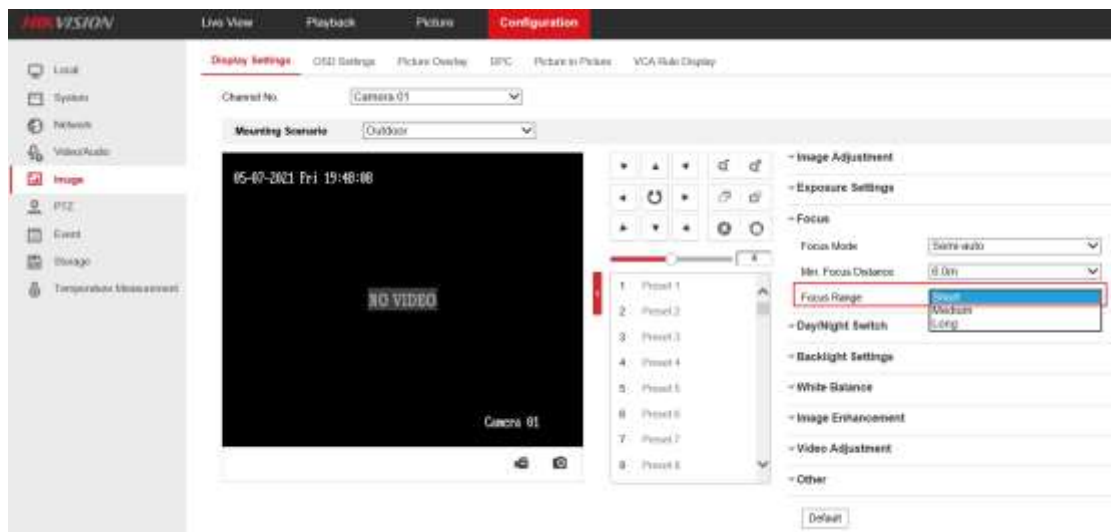 HIKVISION Live View Playback Picture Configuration
Local
System
Network
Video/Audio
Image
PTZ
Event
Storage
Temperature Measurement
Display Settings OSD Settings Picture Overlay DPC Picture in Picture VCA Rule Display
Channel No. Camera 01
Mounting Scenario Outdoor
05-07-2021 Fri 19:48:08
NO VIDEO
Camera 01
4
1 Preset 1
2 Preset 2
3 Preset 3
4 Preset 4
5 Preset 5
6 Preset 6
7 Preset 7
8 Preset 8
Image Adjustment
Exposure Settings
Focus
Focus Mode Semi-auto
Min. Focus Distance 6.0m
Focus Range Short
Medium
Long
Day/Night Switch
Backlight Settings
White Balance
Image Enhancement
Video Adjustment
Other
Default